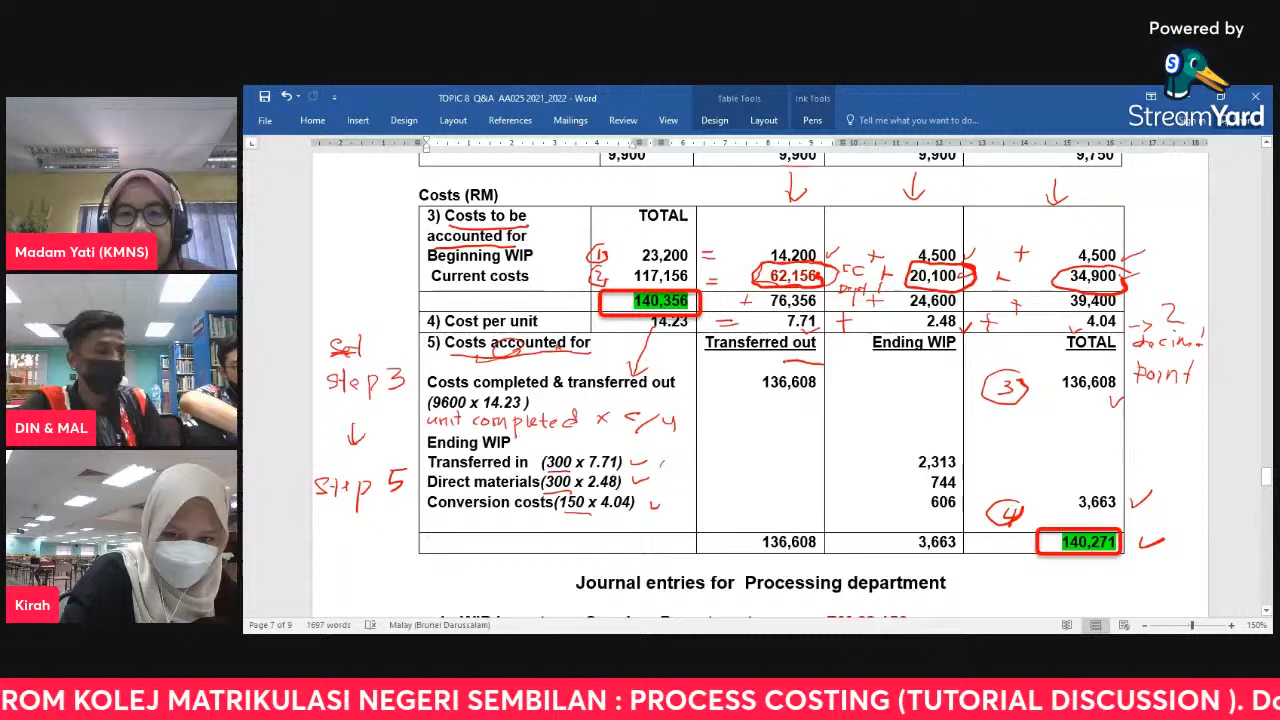 Powered by
S
StreamYard
TOPIC 8 Q&A AA025 2021_2022 - Word
Table Tools
Ink Tools
File Home Insert Design Layout References Mailings Review View Design Layout Pens Tell me what you want to do...
9,900 9,900 9,900 9,750
Costs (RM)
3) Costs to be TOTAL
accounted for
Beginning WIP 1 23,200 = 14,200 + 4,500 + 4,500
Current costs 2 117,156 = 62,156 + 20,100 34,900
140,356 + 76,356 + 24,600 + 39,400
4) Cost per unit 14.23 = 7.71 + 2.48 + 4.04 → 2
5) Costs accounted for Transferred out Ending WIP TOTAL
point
step 3
Costs completed & transferred out 136,608 3 136,608
(9600 x 14.23 )
unit completed x c/u
Ending WIP
Transferred in (300 x 7.71) 2,313
step 5
Direct materials(300 x 2.48) 744
Conversion costs(150 x 4.04) 606 4 3,663
136,608 3,663 140,271
Journal entries for Processing department
Page 7 of 9 1697 words Malay (Brunei Darussalam) 150%
Madam Yati (KMNS)
DIN & MAL
Kirah
ROM KOLEJ MATRIKULASI NEGERI SEMBILAN : PROCESS COSTING (TUTORIAL DISCUSSION ). Do